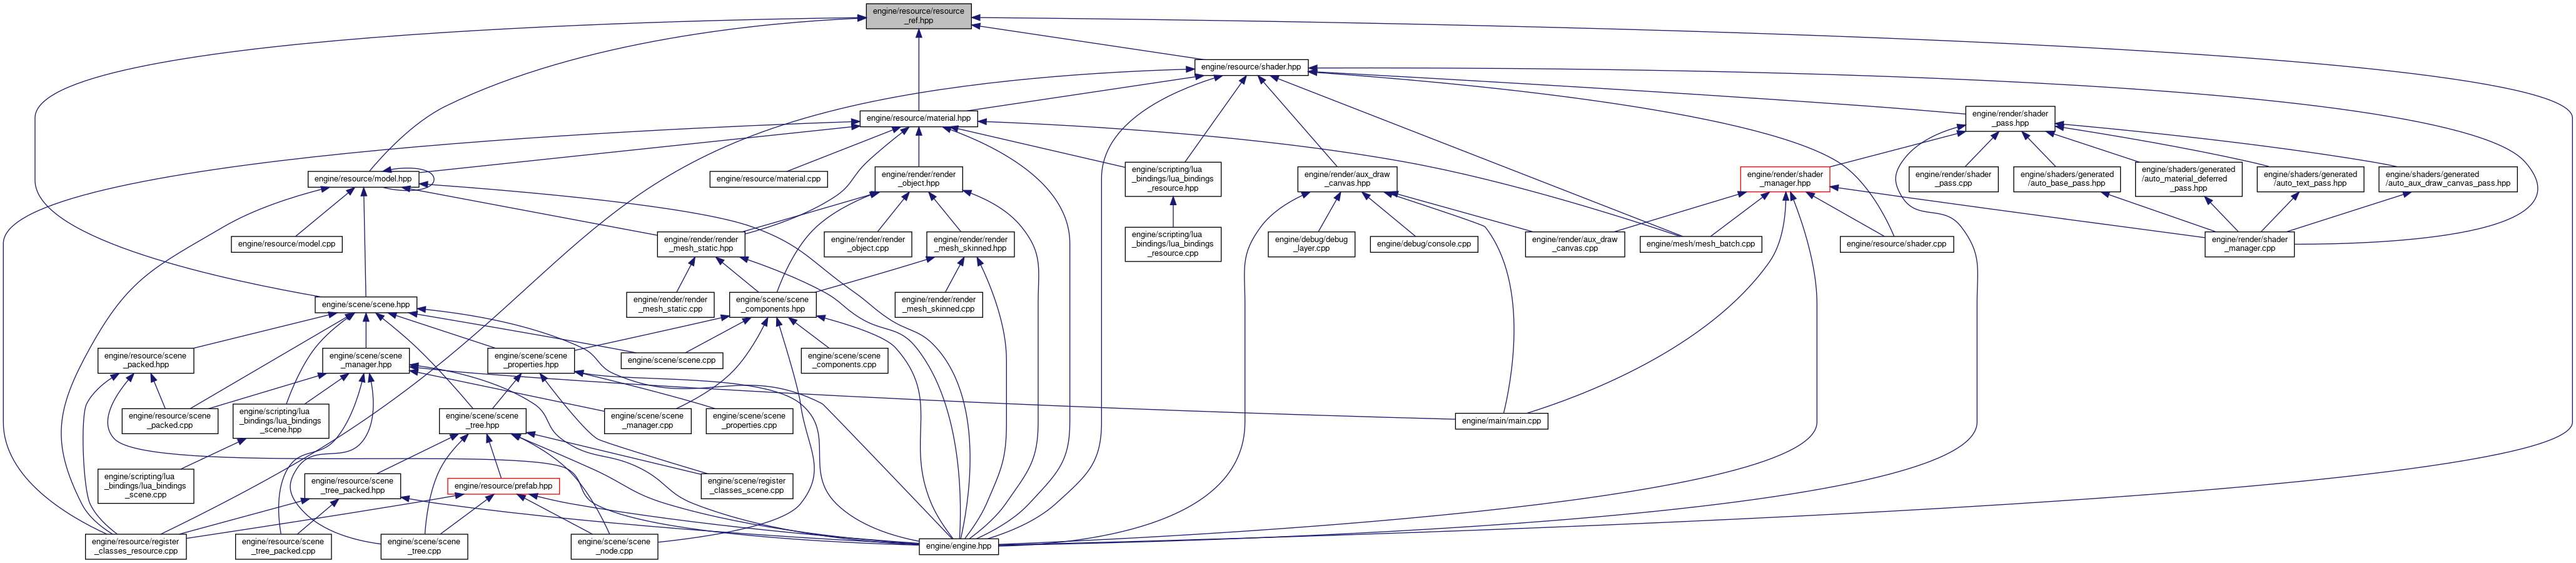 engine/resource/resource
_ref.hpp
engine/resource/shader.hpp
engine/resource/material.hpp
engine/render/shader
_pass.hpp
engine/resource/model.hpp
engine/resource/material.cpp
engine/render/render
_object.hpp
engine/scripting/lua
_bindings/lua_bindings
_resource.hpp
engine/render/aux_draw
_canvas.hpp
engine/render/shader
_manager.hpp
engine/render/shader
_pass.cpp
engine/shaders/generated
/auto_base_pass.hpp
engine/shaders/generated
/auto_material_deferred
_pass.hpp
engine/shaders/generated
/auto_text_pass.hpp
engine/shaders/generated
/auto_aux_draw_canvas_pass.hpp
engine/resource/model.cpp
engine/render/render
_mesh_static.hpp
engine/render/render
_object.cpp
engine/render/render
_mesh_skinned.hpp
engine/scripting/lua
_bindings/lua_bindings
_resource.cpp
engine/debug/debug
_layer.cpp
engine/debug/console.cpp
engine/render/aux_draw
_canvas.cpp
engine/mesh/mesh_batch.cpp
engine/resource/shader.cpp
engine/render/shader
_manager.cpp
engine/scene/scene.hpp
engine/render/render
_mesh_static.cpp
engine/scene/scene
_components.hpp
engine/render/render
_mesh_skinned.cpp
engine/resource/scene
_packed.hpp
engine/scene/scene
_manager.hpp
engine/scene/scene
_properties.hpp
engine/scene/scene.cpp
engine/scene/scene
_components.cpp
engine/resource/scene
_packed.cpp
engine/scripting/lua
_bindings/lua_bindings
_scene.hpp
engine/scene/scene
_tree.hpp
engine/scene/scene
_manager.cpp
engine/scene/scene
_properties.cpp
engine/main/main.cpp
engine/scripting/lua
_bindings/lua_bindings
_scene.cpp
engine/resource/scene
_tree_packed.hpp
engine/resource/prefab.hpp
engine/scene/register
_classes_scene.cpp
engine/resource/register
_classes_resource.cpp
engine/resource/scene
_tree_packed.cpp
engine/scene/scene
_tree.cpp
engine/scene/scene
_node.cpp
engine/engine.hpp